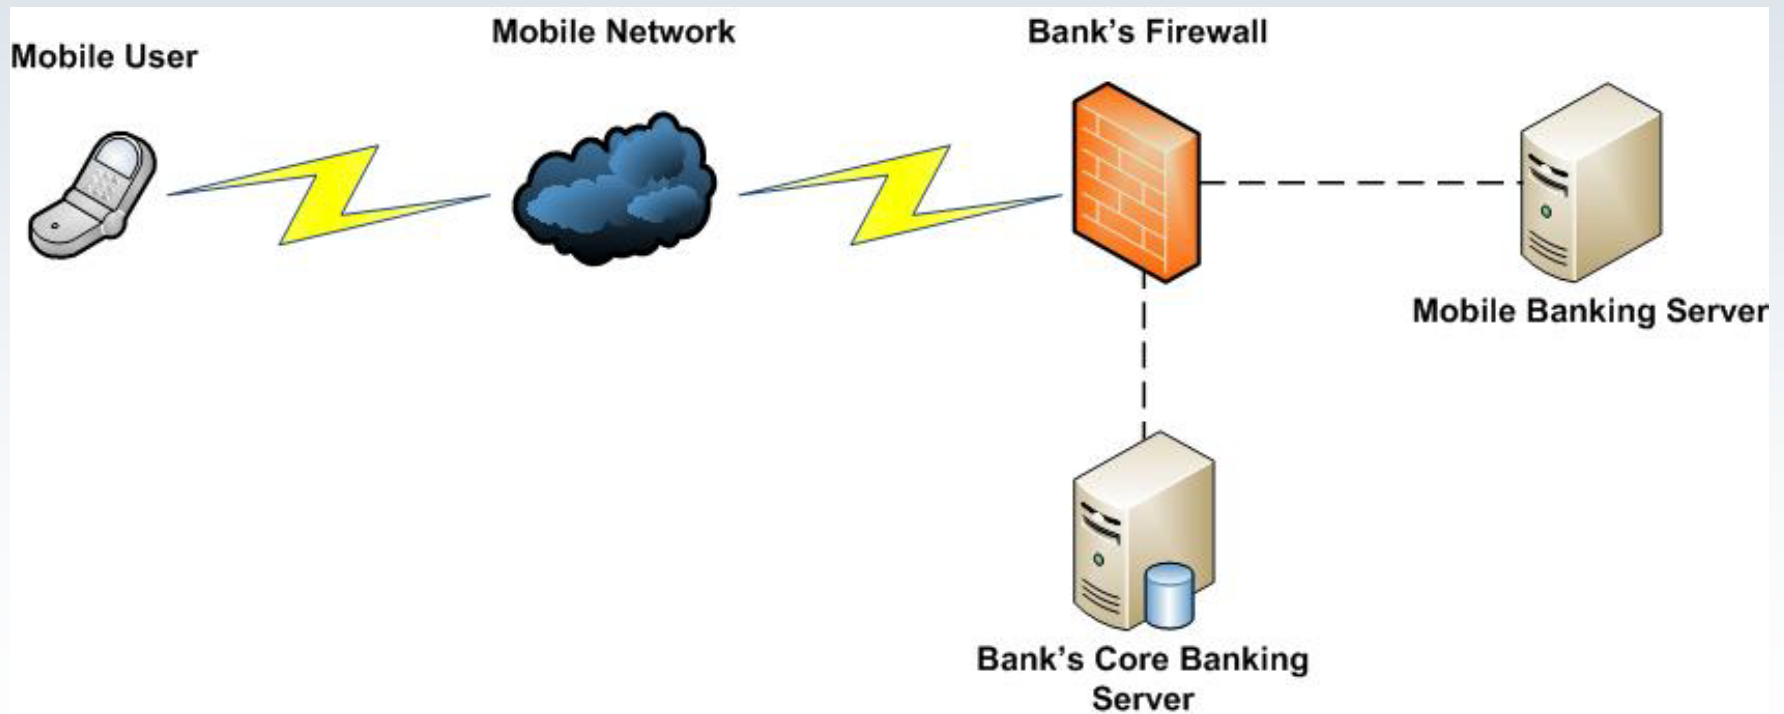 Mobile User
Mobile Network
Bank's Firewall
Mobile Banking Server
Bank's Core Banking
Server